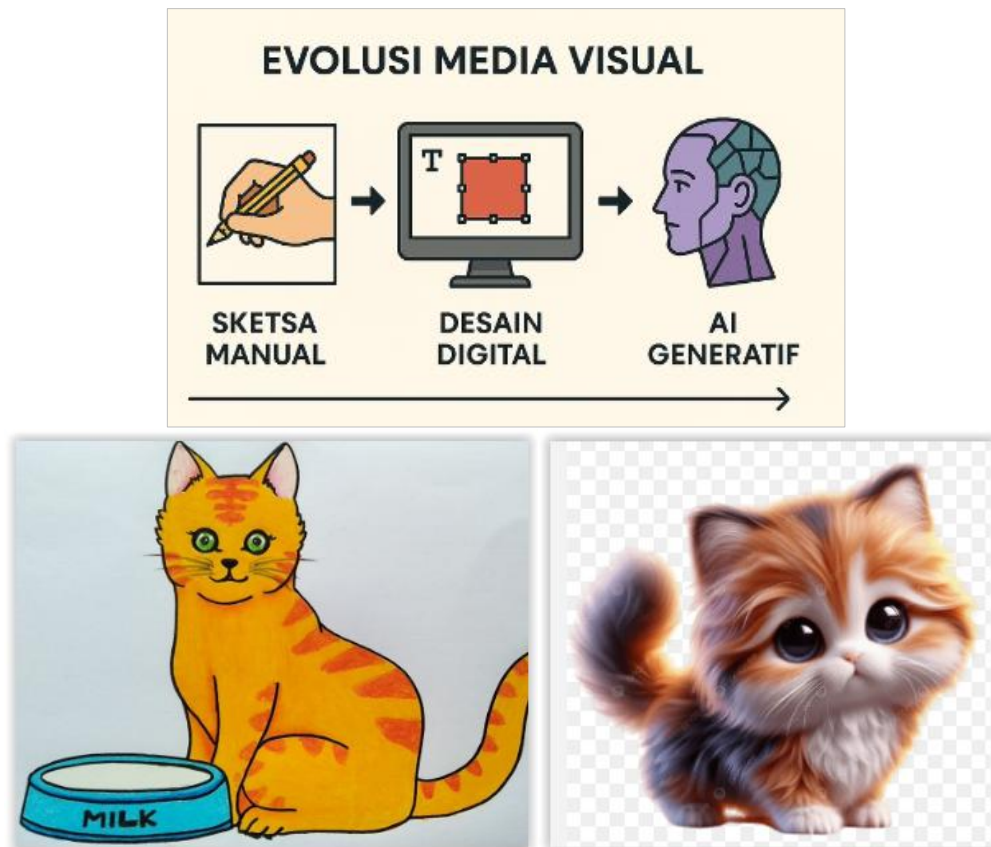 EVOLUSI MEDIA VISUAL
T
SKETSA
MANUAL
DESAIN
DIGITAL
AI
GENERATIF
MILK